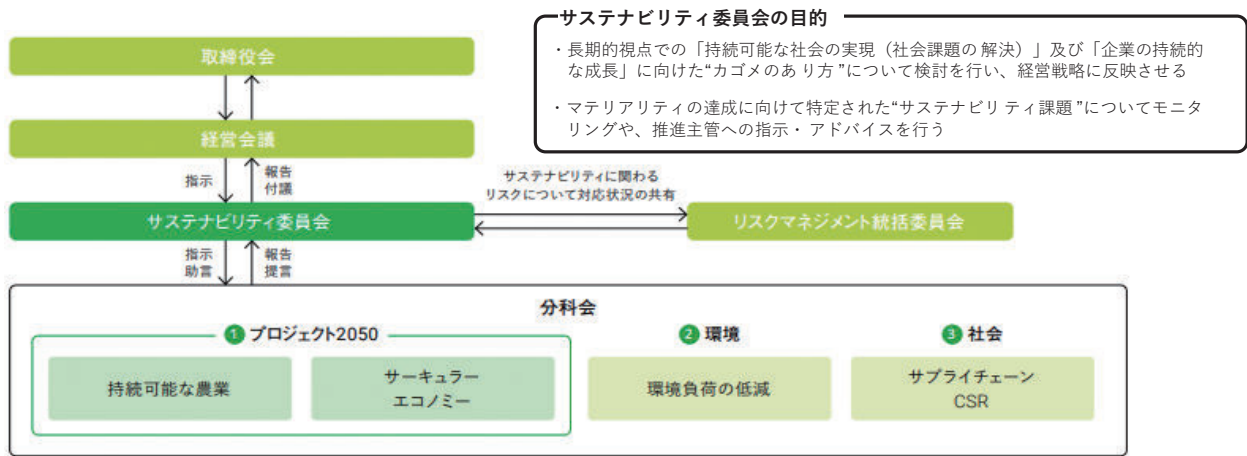 サステナビリティ委員会の目的
・長期的視点での「持続可能な社会の実現（社会課題の解決）」及び「企業の持続的
な成長」に向けた“カゴメのあり方”について検討を行い、経営戦略に反映させる
・マテリアリティの達成に向けて特定された“サステナビリティ課題”についてモニタ
リングや、推進主管への指示・アドバイスを行う
取締役会
経営会議
指示
報告
付議
サステナビリティに関わる
リスクについて対応状況の共有
サステナビリティ委員会
リスクマネジメント統括委員会
指示
助言
報告
提言
分科会
1 プロジェクト2050
2 環境
3 社会
持続可能な農業
サーキュラー
エコノミー
環境負荷の低減
サプライチェーン
CSR